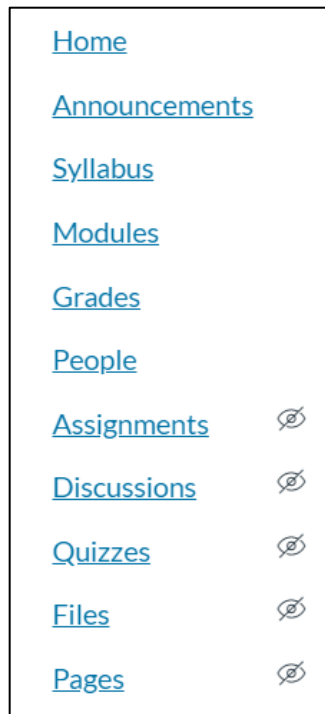 Home
Announcements
Syllabus
Modules
Grades
People
Assignments
Discussions
Quizzes
Files
Pages